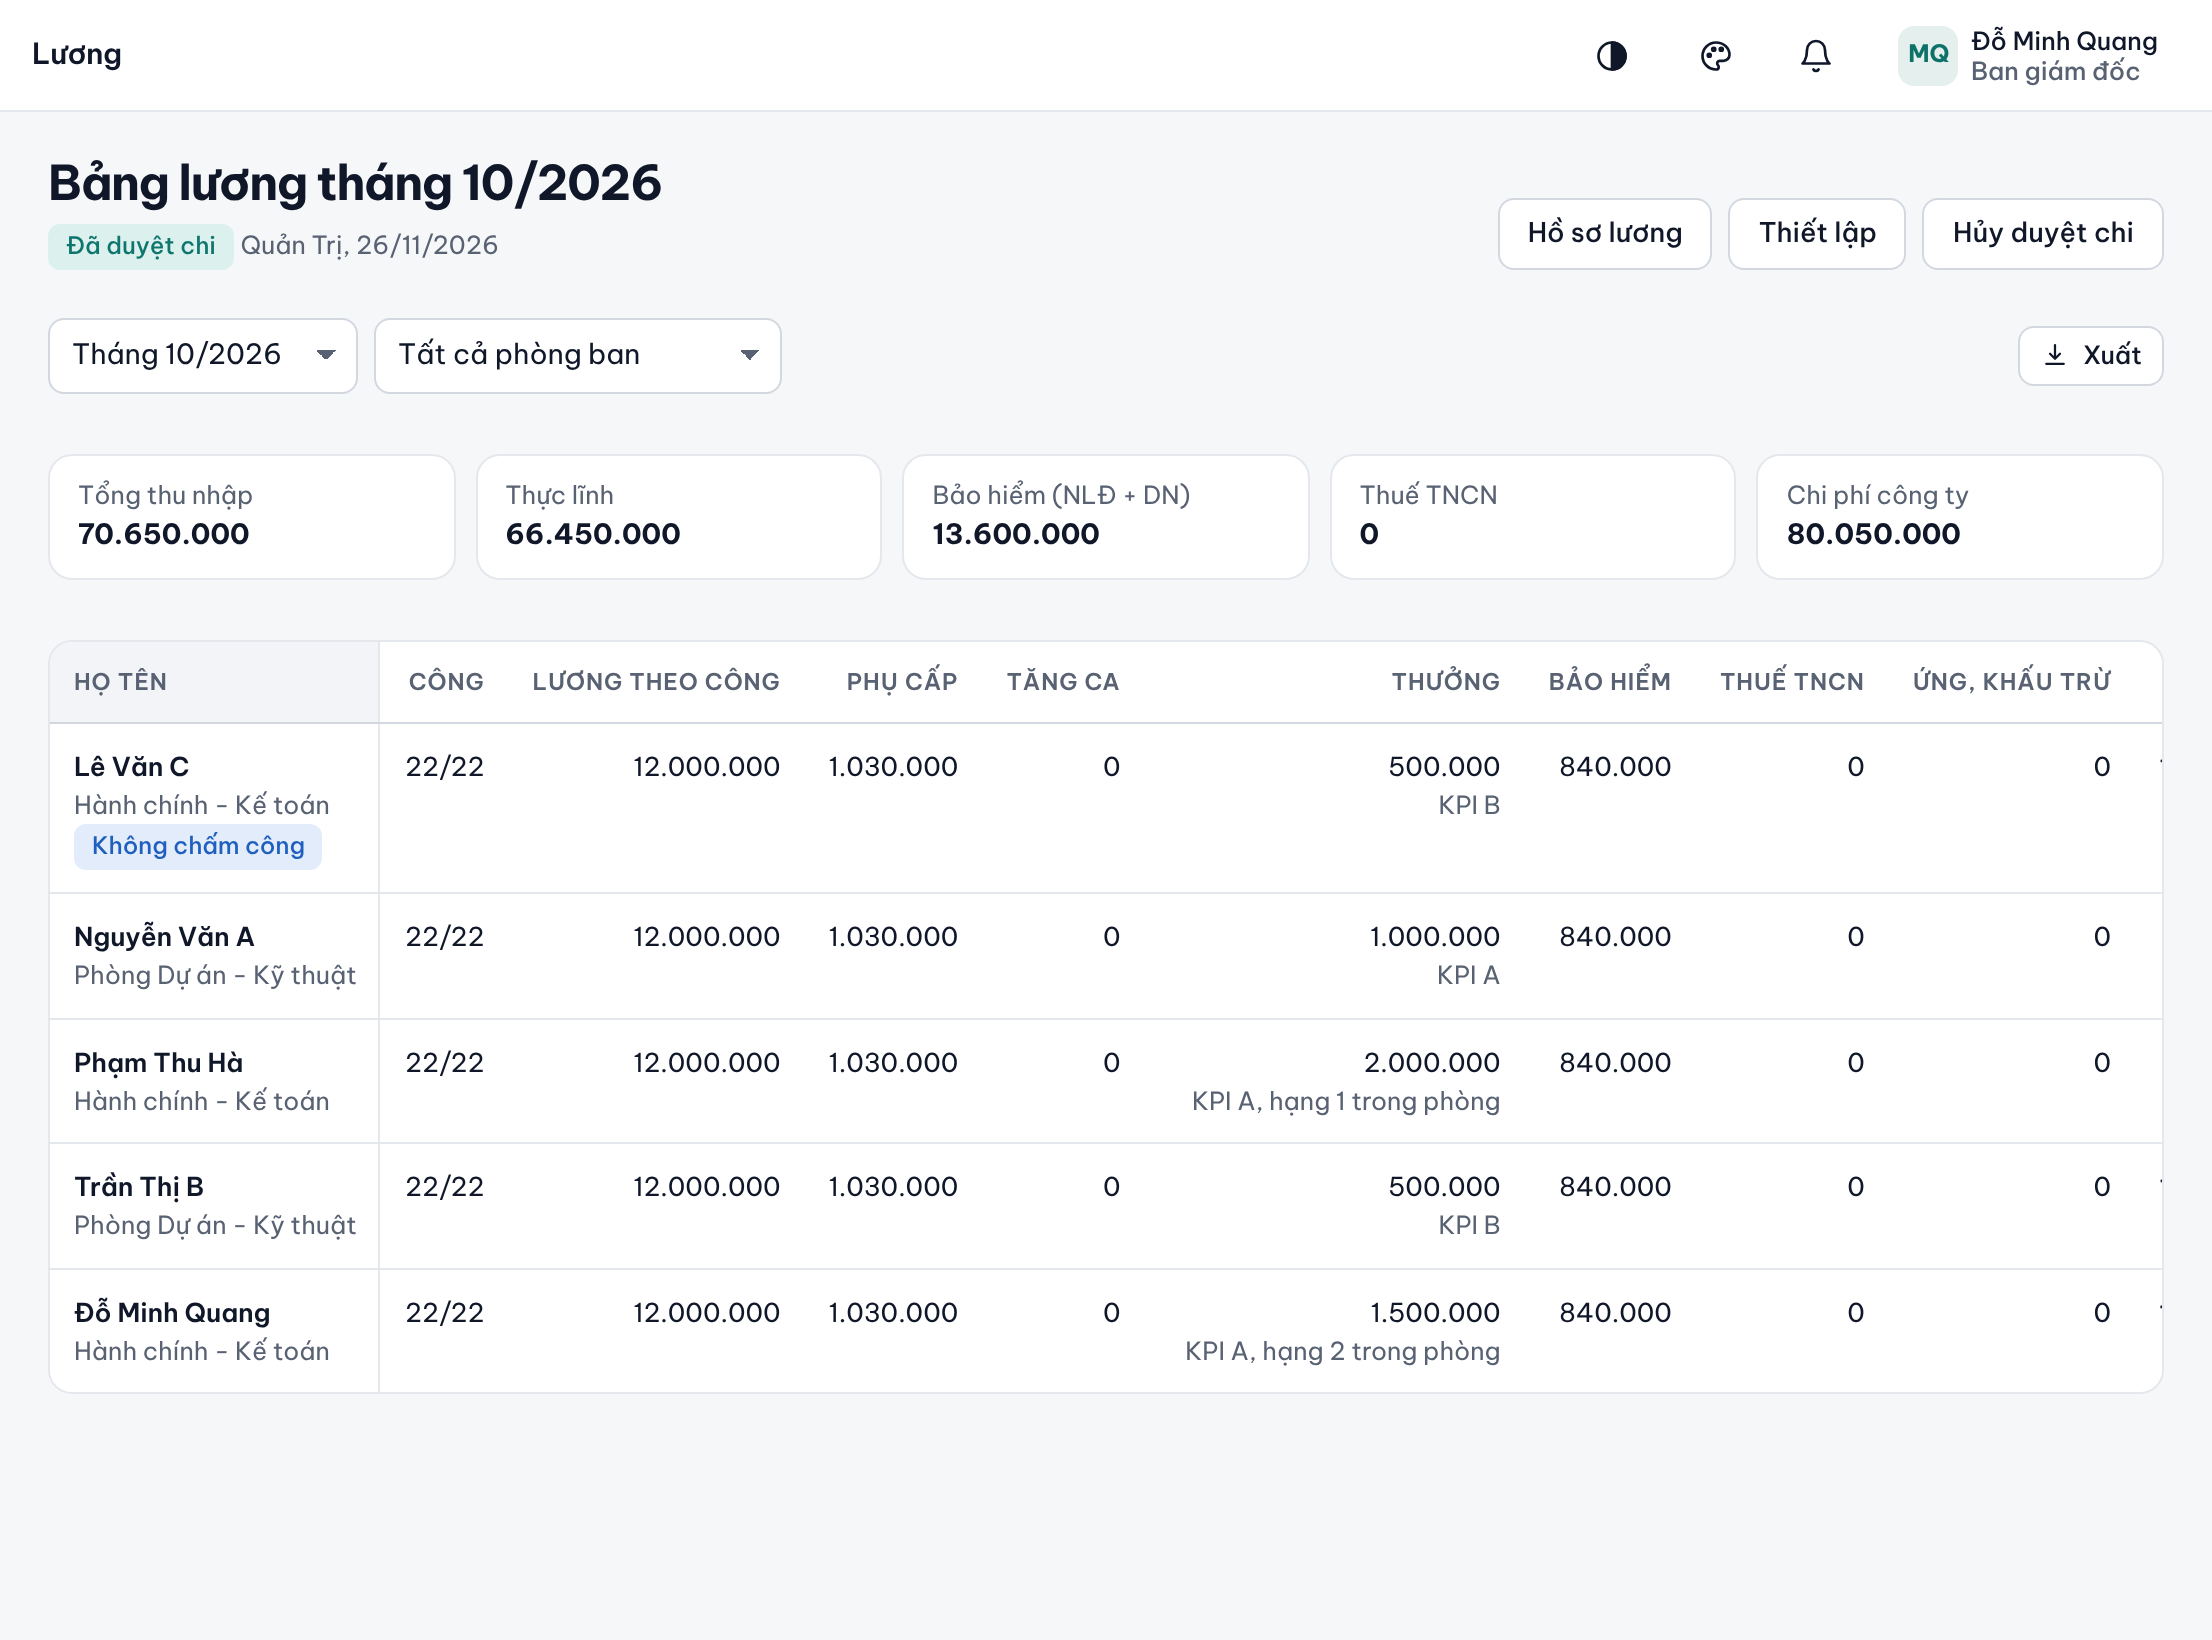 Lương
MQ
Đỗ Minh Quang
Ban giám đốc
Bảng lương tháng 10/2026
Đã duyệt chi Quản Trị, 26/11/2026
Hồ sơ lương Thiết lập Hủy duyệt chi
Tháng 10/2026 Tất cả phòng ban Xuất
Tổng thu nhập Thực lĩnh Bảo hiểm (NLĐ + DN) Thuế TNCN Chi phí công ty
70.650.000 66.450.000 13.600.000 0 80.050.000
HỌ TÊN CÔNG LƯƠNG THEO CÔNG PHỤ CẤP TĂNG CA THƯỞNG BẢO HIỂM THUẾ TNCN ỨNG, KHẤU TRỪ
Lê Văn C 22/22 12.000.000 1.030.000 0 500.000 840.000 0 0
Hành chính - Kế toán KPI B
Không chấm công
Nguyễn Văn A 22/22 12.000.000 1.030.000 0 1.000.000 840.000 0 0
Phòng Dự án - Kỹ thuật KPI A
Phạm Thu Hà 22/22 12.000.000 1.030.000 0 2.000.000 840.000 0 0
Hành chính - Kế toán KPI A, hạng 1 trong phòng
Trần Thị B 22/22 12.000.000 1.030.000 0 500.000 840.000 0 0
Phòng Dự án - Kỹ thuật KPI B
Đỗ Minh Quang 22/22 12.000.000 1.030.000 0 1.500.000 840.000 0 0
Hành chính - Kế toán KPI A, hạng 2 trong phòng